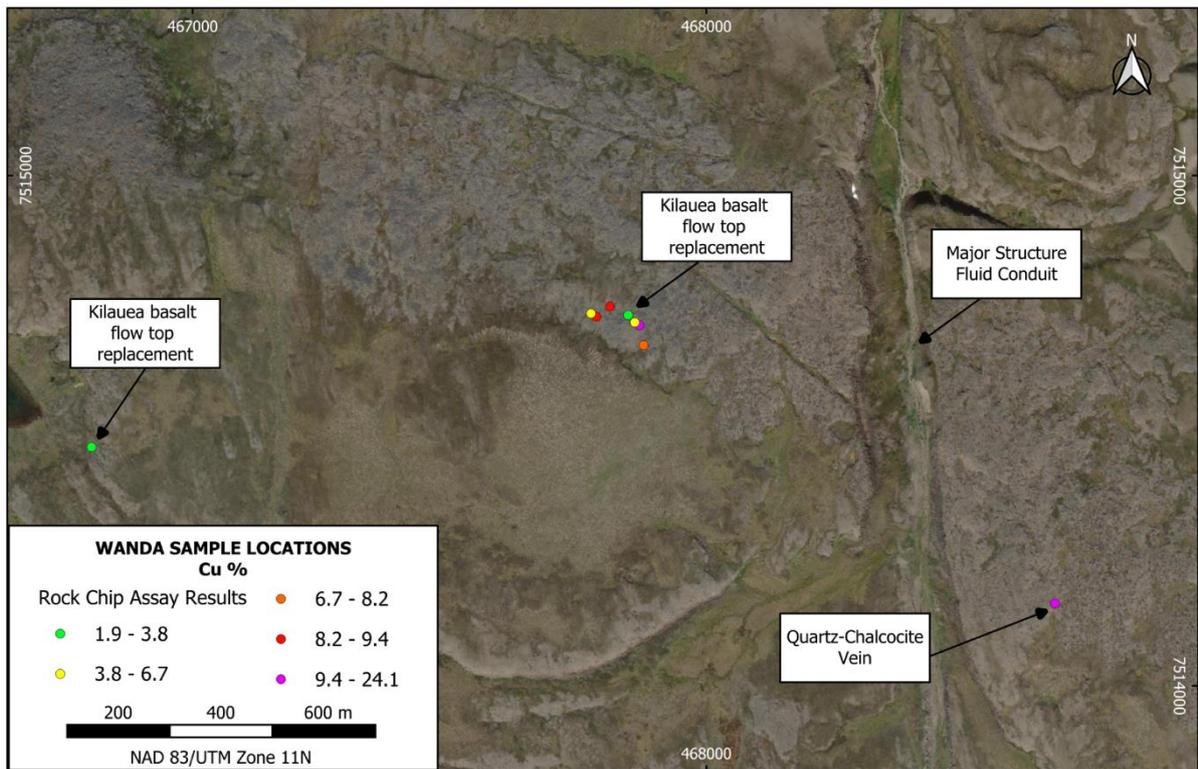 467000
468000
N
7515000
7515000
Kilauea basalt
flow top
replacement
Major Structure
Fluid Conduit
Kilauea basalt
flow top
replacement
Quartz-Chalcocite
Vein
7514000
468000
WANDA SAMPLE LOCATIONS
Cu %
Rock Chip Assay Results
1.9 - 3.8
3.8 - 6.7
6.7 - 8.2
8.2 - 9.4
9.4 - 24.1
200 400 600 m
NAD 83/UTM Zone 11N